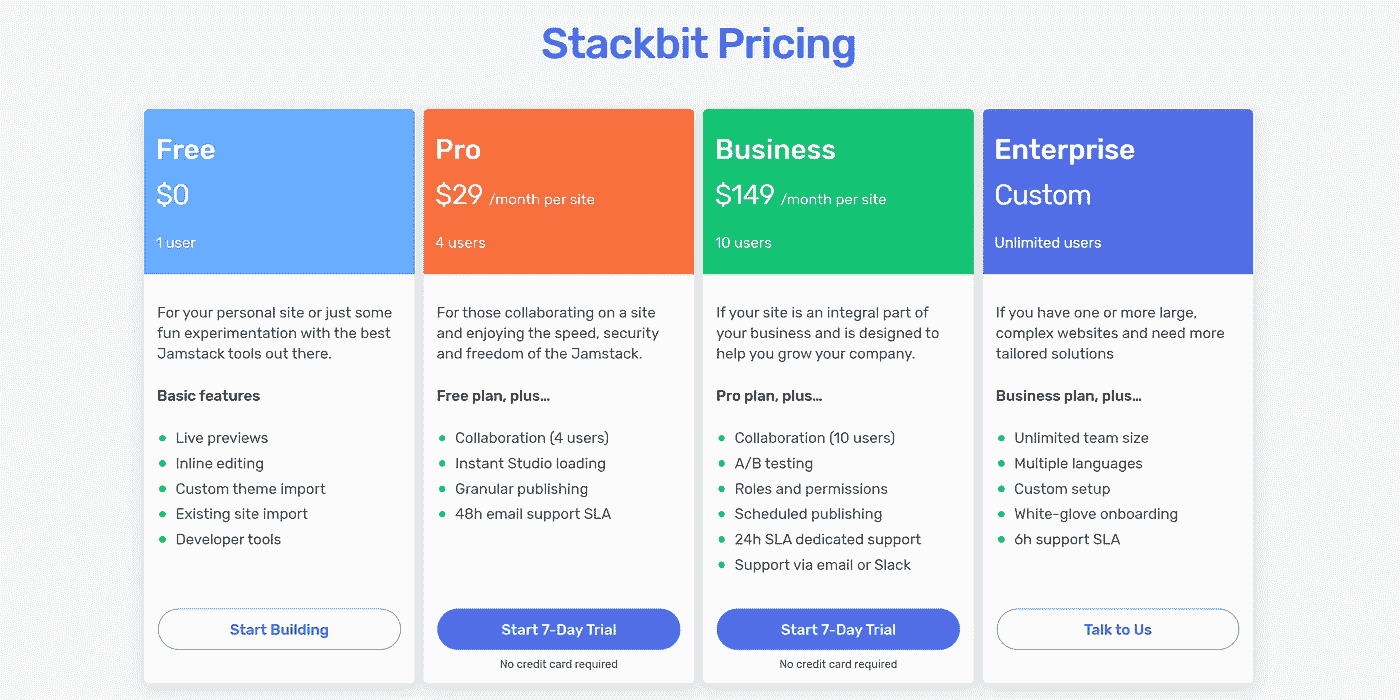 Stackbit Pricing
Free
$0
1 user
For your personal site or just some
fun experimentation with the best
Jamstack tools out there.
Basic features
Live previews
Inline editing
Custom theme import
Existing site import
Developer tools
Start Building
Pro
$29 /month per site
4 users
For those collaborating on a site
and enjoying the speed, security
and freedom of the Jamstack.
Free plan, plus...
Collaboration (4 users)
Instant Studio loading
Granular publishing
48h email support SLA
Start 7-Day Trial
No credit card required
Business
$149 /month per site
10 users
If your site is an integral part of
your business and is designed to
help you grow your company.
Pro plan, plus...
Collaboration (10 users)
A/B testing
Roles and permissions
Scheduled publishing
24h SLA dedicated support
Support via email or Slack
Start 7-Day Trial
No credit card required
Enterprise
Custom
Unlimited users
If you have one or more large,
complex websites and need more
tailored solutions
Business plan, plus...
Unlimited team size
Multiple languages
Custom setup
White-glove onboarding
6h support SLA
Talk to Us